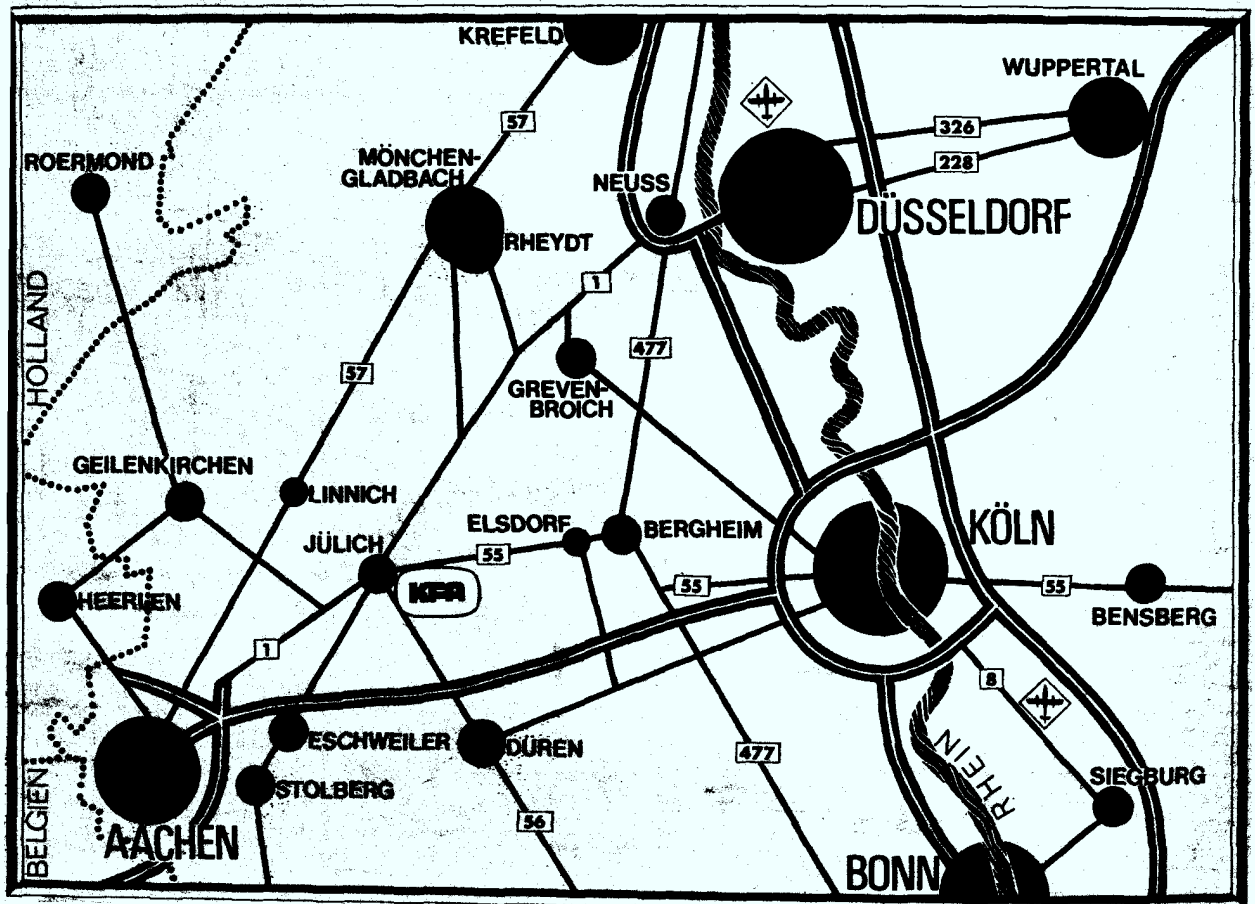 KREFELD
WUPPERTAL
57
326
ROERMOND
MÖNCHEN-
GLADBACH
228
NEUSS
DÜSSELDORF
RHEYDT
1
HOLLAND
477
57
GREVEN-
BROICH
GEILENKIRCHEN
LINNICH
ELSDORF
BERGHEIM
KÖLN
JÜLICH
55
KFA
55
55
HEERLEN
BENSBERG
1
8
ESCHWEILER
DÜREN
477
RHEIN
SIEGBURG
STOLBERG
56
BELGIEN
AACHEN
BONN